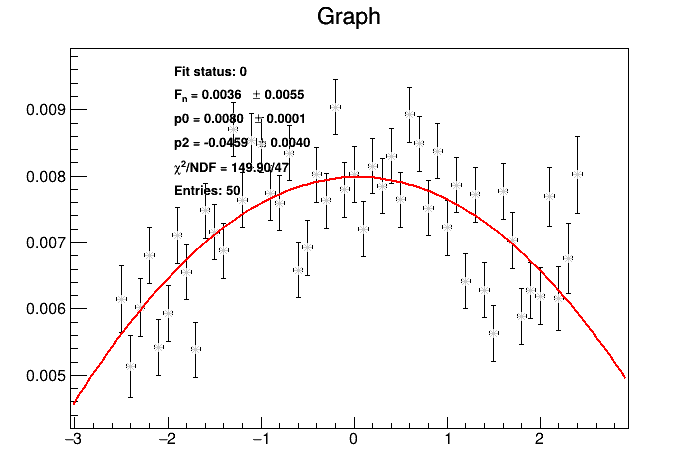 Graph
Fit status: 0
Fn = 0.0036 ± 0.0055
p0 = 0.0080 ± 0.0001
p2 = -0.0459 ± 0.0040
χ²/NDF = 149.90/47
Entries: 50
0.009
0.008
0.007
0.006
0.005
−3 −2 −1 0 1 2